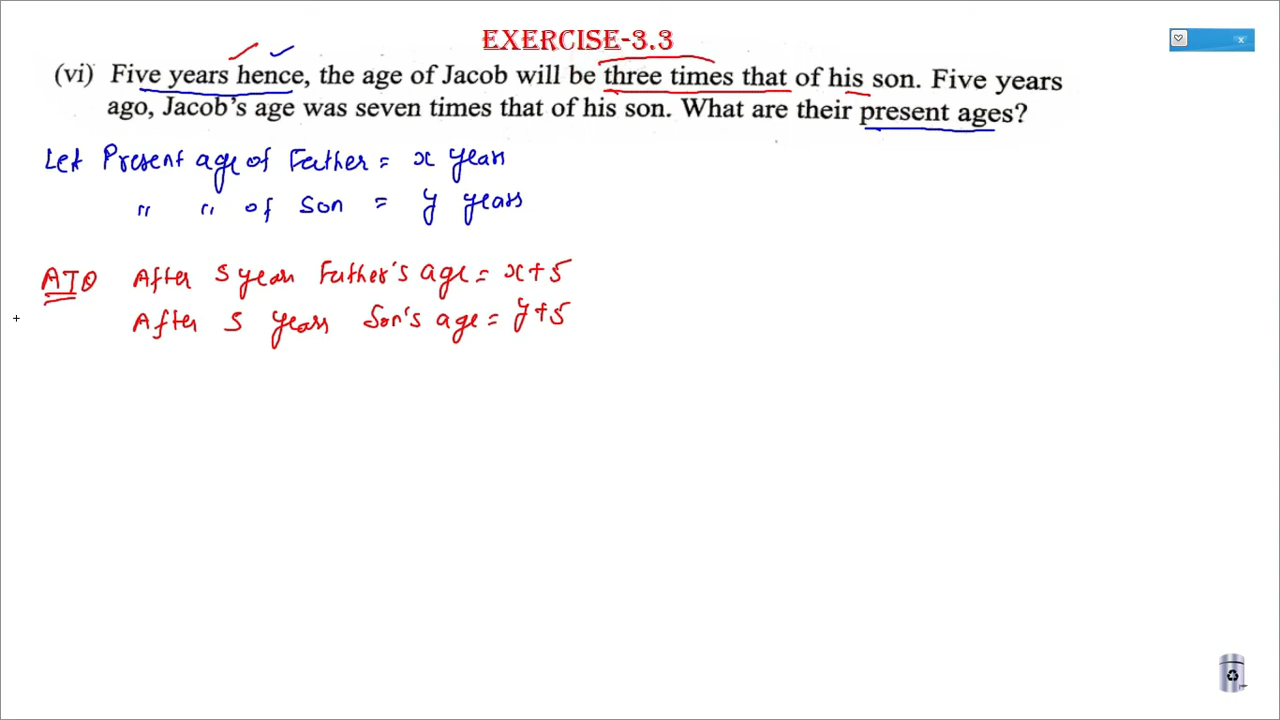 EXERCISE-3.3
(vi) Five years hence, the age of Jacob will be three times that of his son. Five years
ago, Jacob's age was seven times that of his son. What are their present ages?
Let Present age of Father = x years
" " of Son = y years
ATQ After 5 year Father's age = x+5
After 5 years Son's age = y+5